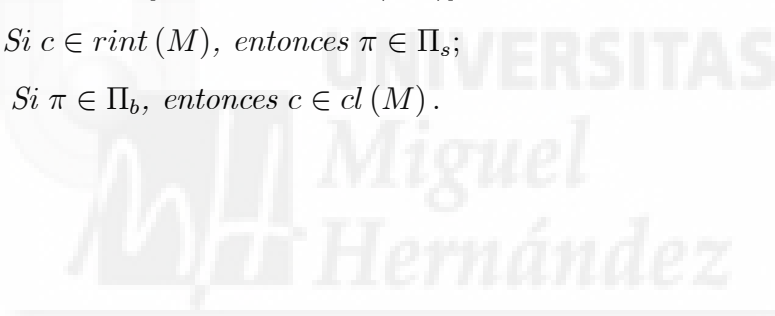 Si c ∈ rint (M), entonces π ∈ Π_s;
Si π ∈ Π_b, entonces c ∈ cl (M).
UNIVERSITAS
Miguel
Hernández